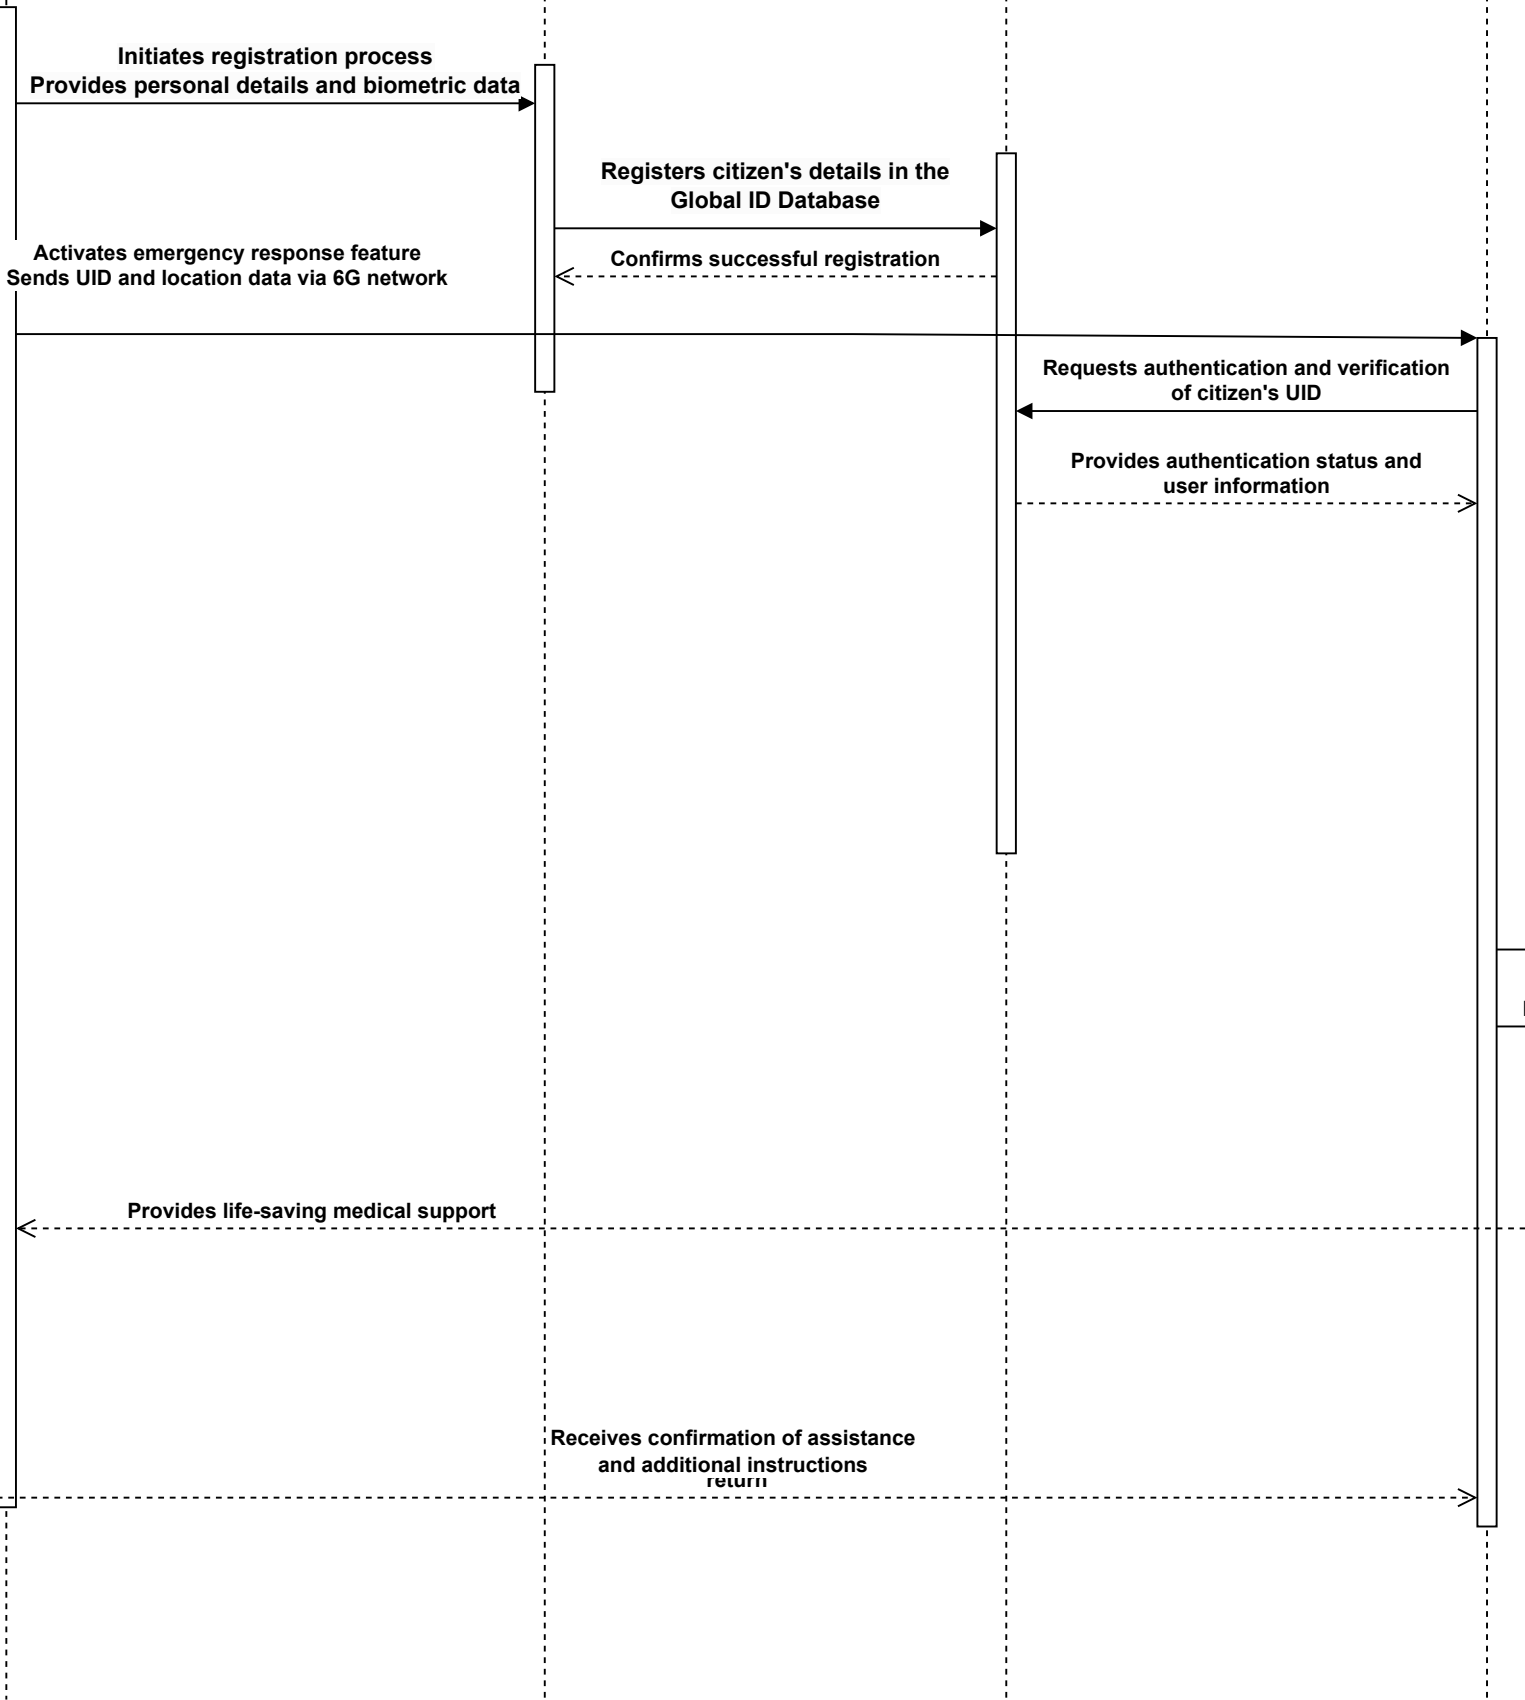 Initiates registration process
Provides personal details and biometric data
Registers citizen's details in the
Global ID Database
Activates emergency response feature
Sends UID and location data via 6G network
Confirms successful registration
Requests authentication and verification
of citizen's UID
Provides authentication status and
user information
Provides life-saving medical support
Receives confirmation of assistance
and additional instructions
return